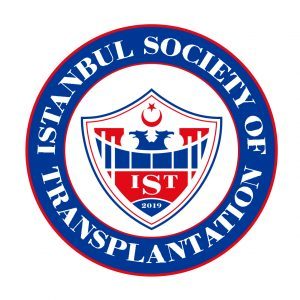 ISTANBUL SOCIETY OF
TRANSPLANTATION
IST
2019